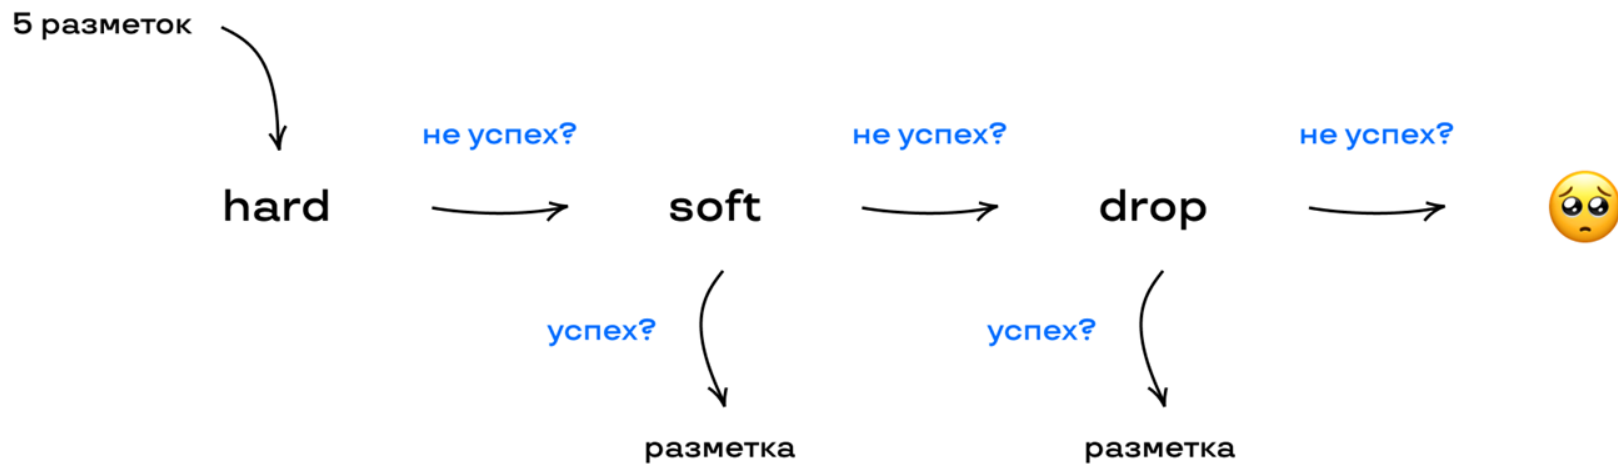 5 разметок
не успех?
не успех?
не успех?
hard
soft
drop
успех?
успех?
разметка
разметка